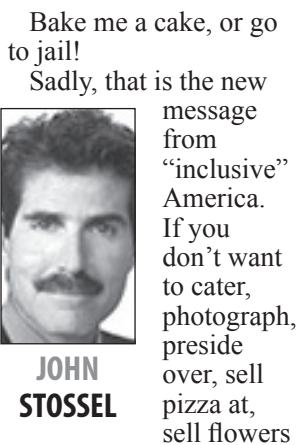 Bake me a cake, or go
to jail!
Sadly, that is the new
message
from
“inclusive”
America.
If you
don’t want
to cater,
photograph,
preside
over, sell
pizza at,
sell flowers
JOHN
STOSSEL